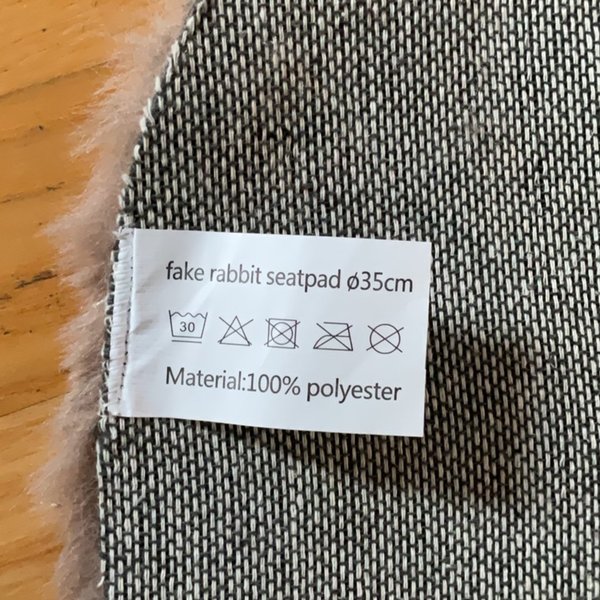 fake rabbit seatpad ø35cm
30
Material:100% polyester